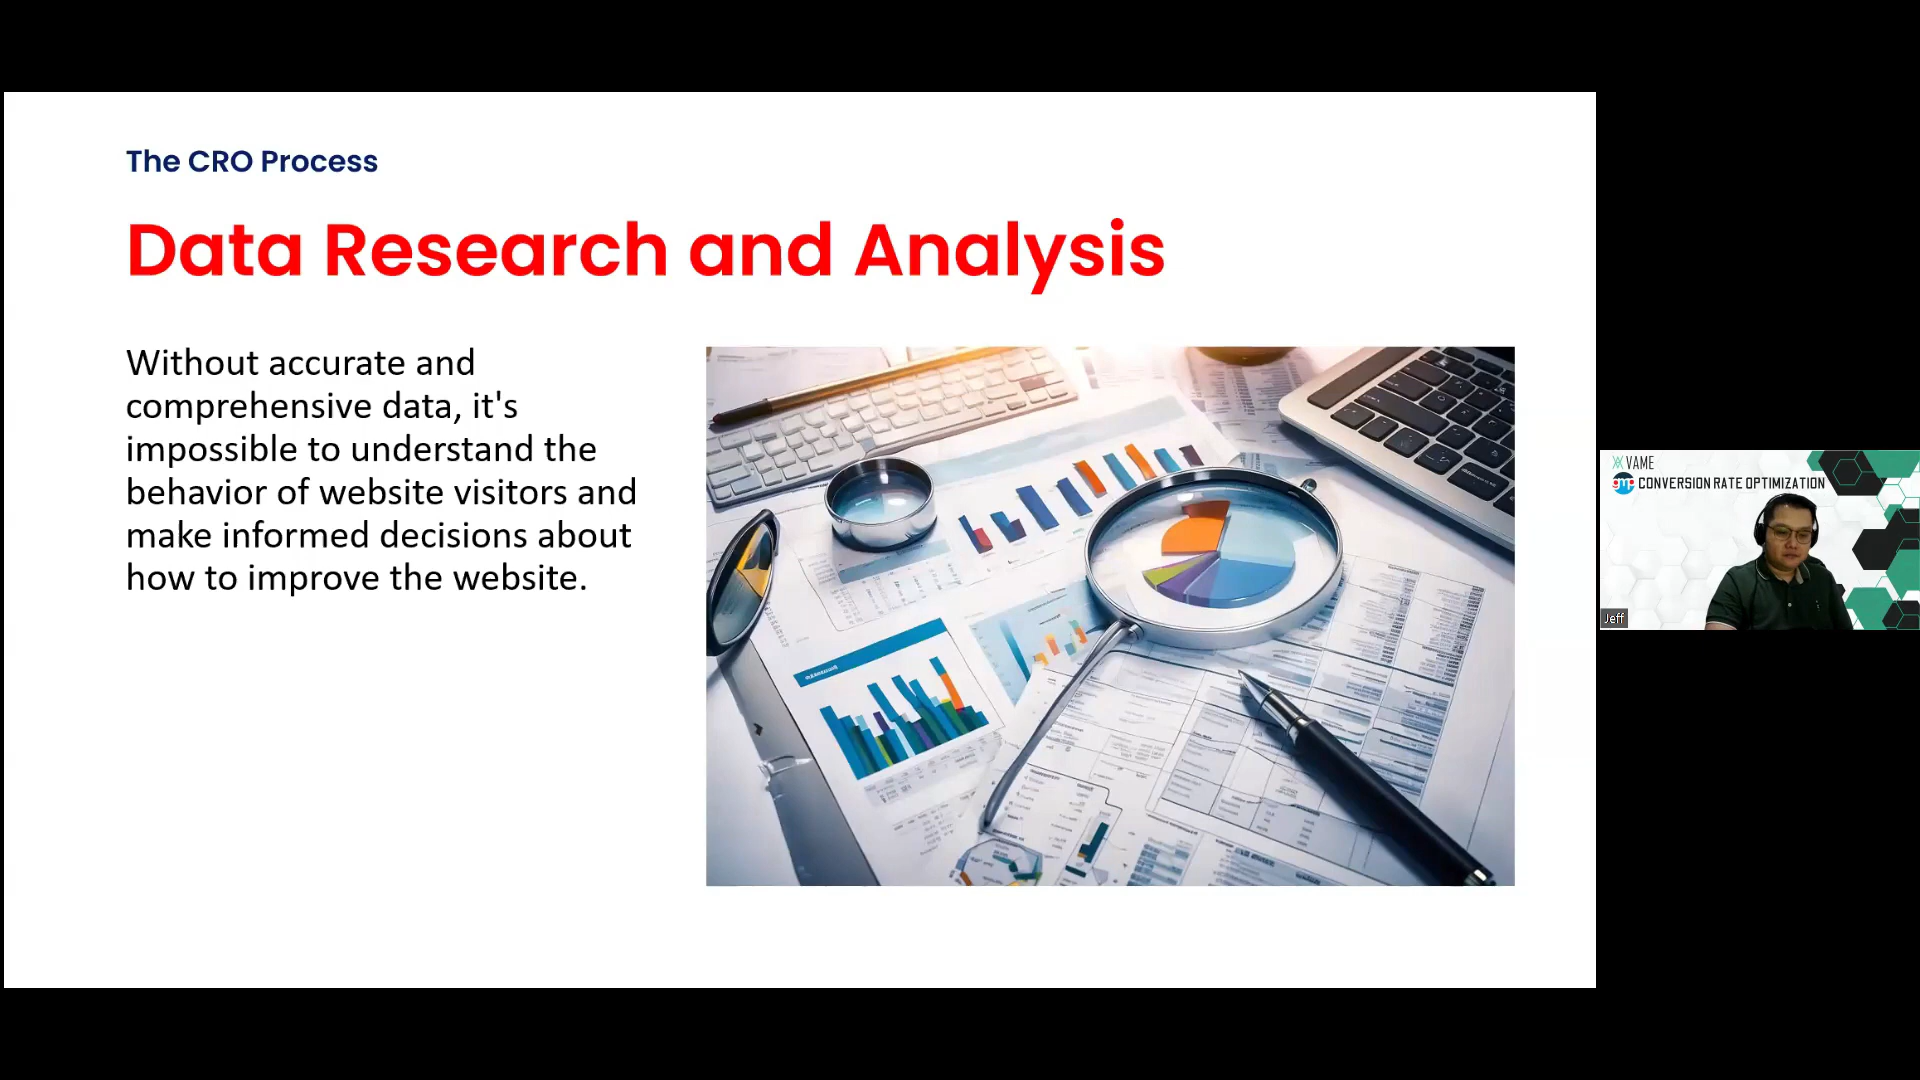 The CRO Process
Data Research and Analysis
Without accurate and
comprehensive data, it's
impossible to understand the
behavior of website visitors and
make informed decisions about
how to improve the website.
VAME
gmp CONVERSION RATE OPTIMIZATION
Jeff